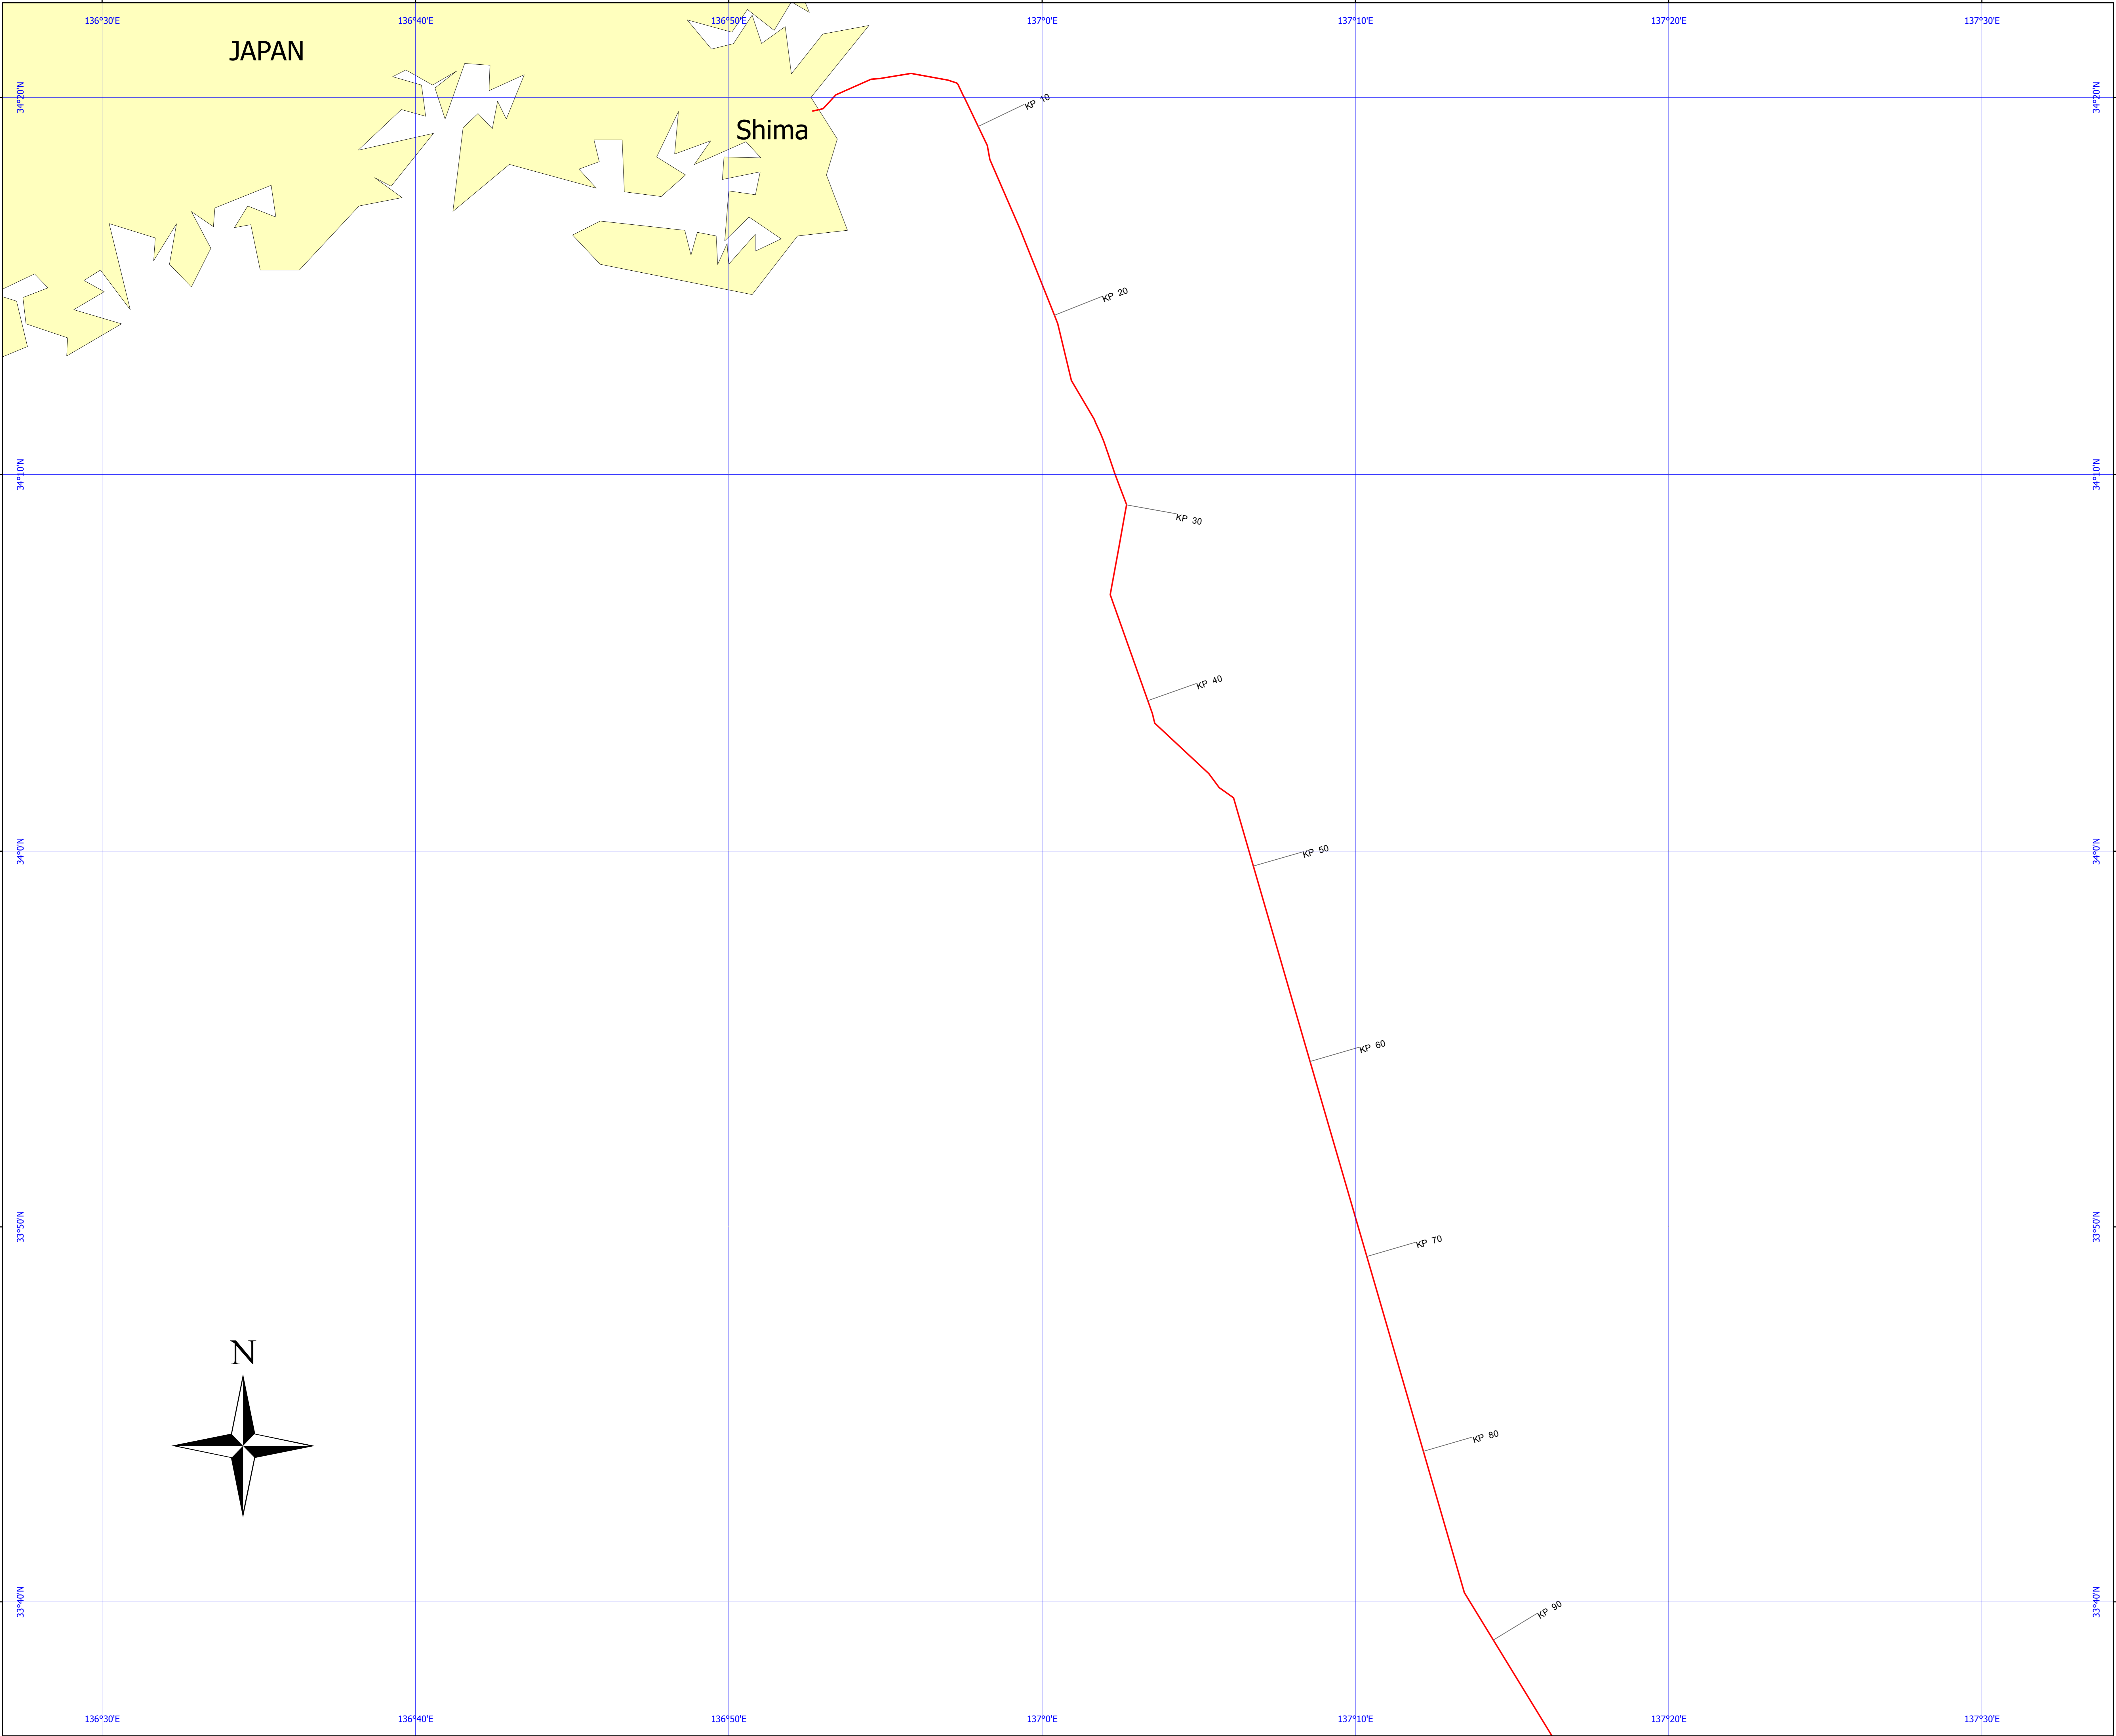 136°30'E
136°40'E
136°50'E
137°0'E
137°10'E
137°20'E
137°30'E
JAPAN
34°20'N
34°20'N
KP 10
Shima
KP 20
34°10'N
34°10'N
KP 30
KP 40
34°0'N
34°0'N
KP 50
KP 60
33°50'N
33°50'N
KP 70
N
KP 80
33°40'N
33°40'N
KP 90
136°30'E
136°40'E
136°50'E
137°0'E
137°10'E
137°20'E
137°30'E